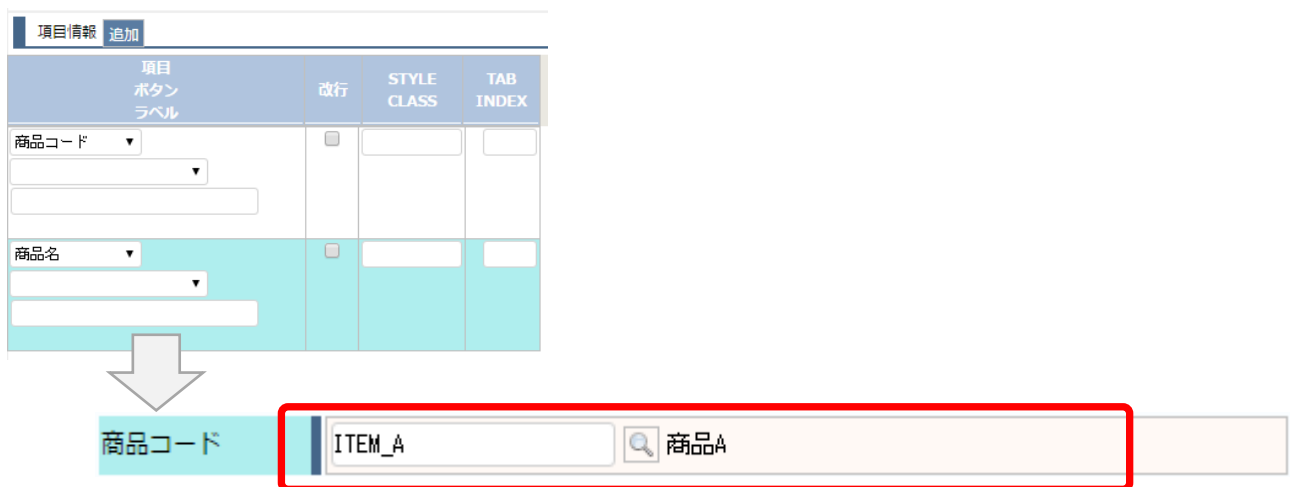 項目情報 追加
項目
ボタン
ラベル
改行
STYLE
CLASS
TAB
INDEX
商品コード
商品名
商品コード ITEM_A 商品A